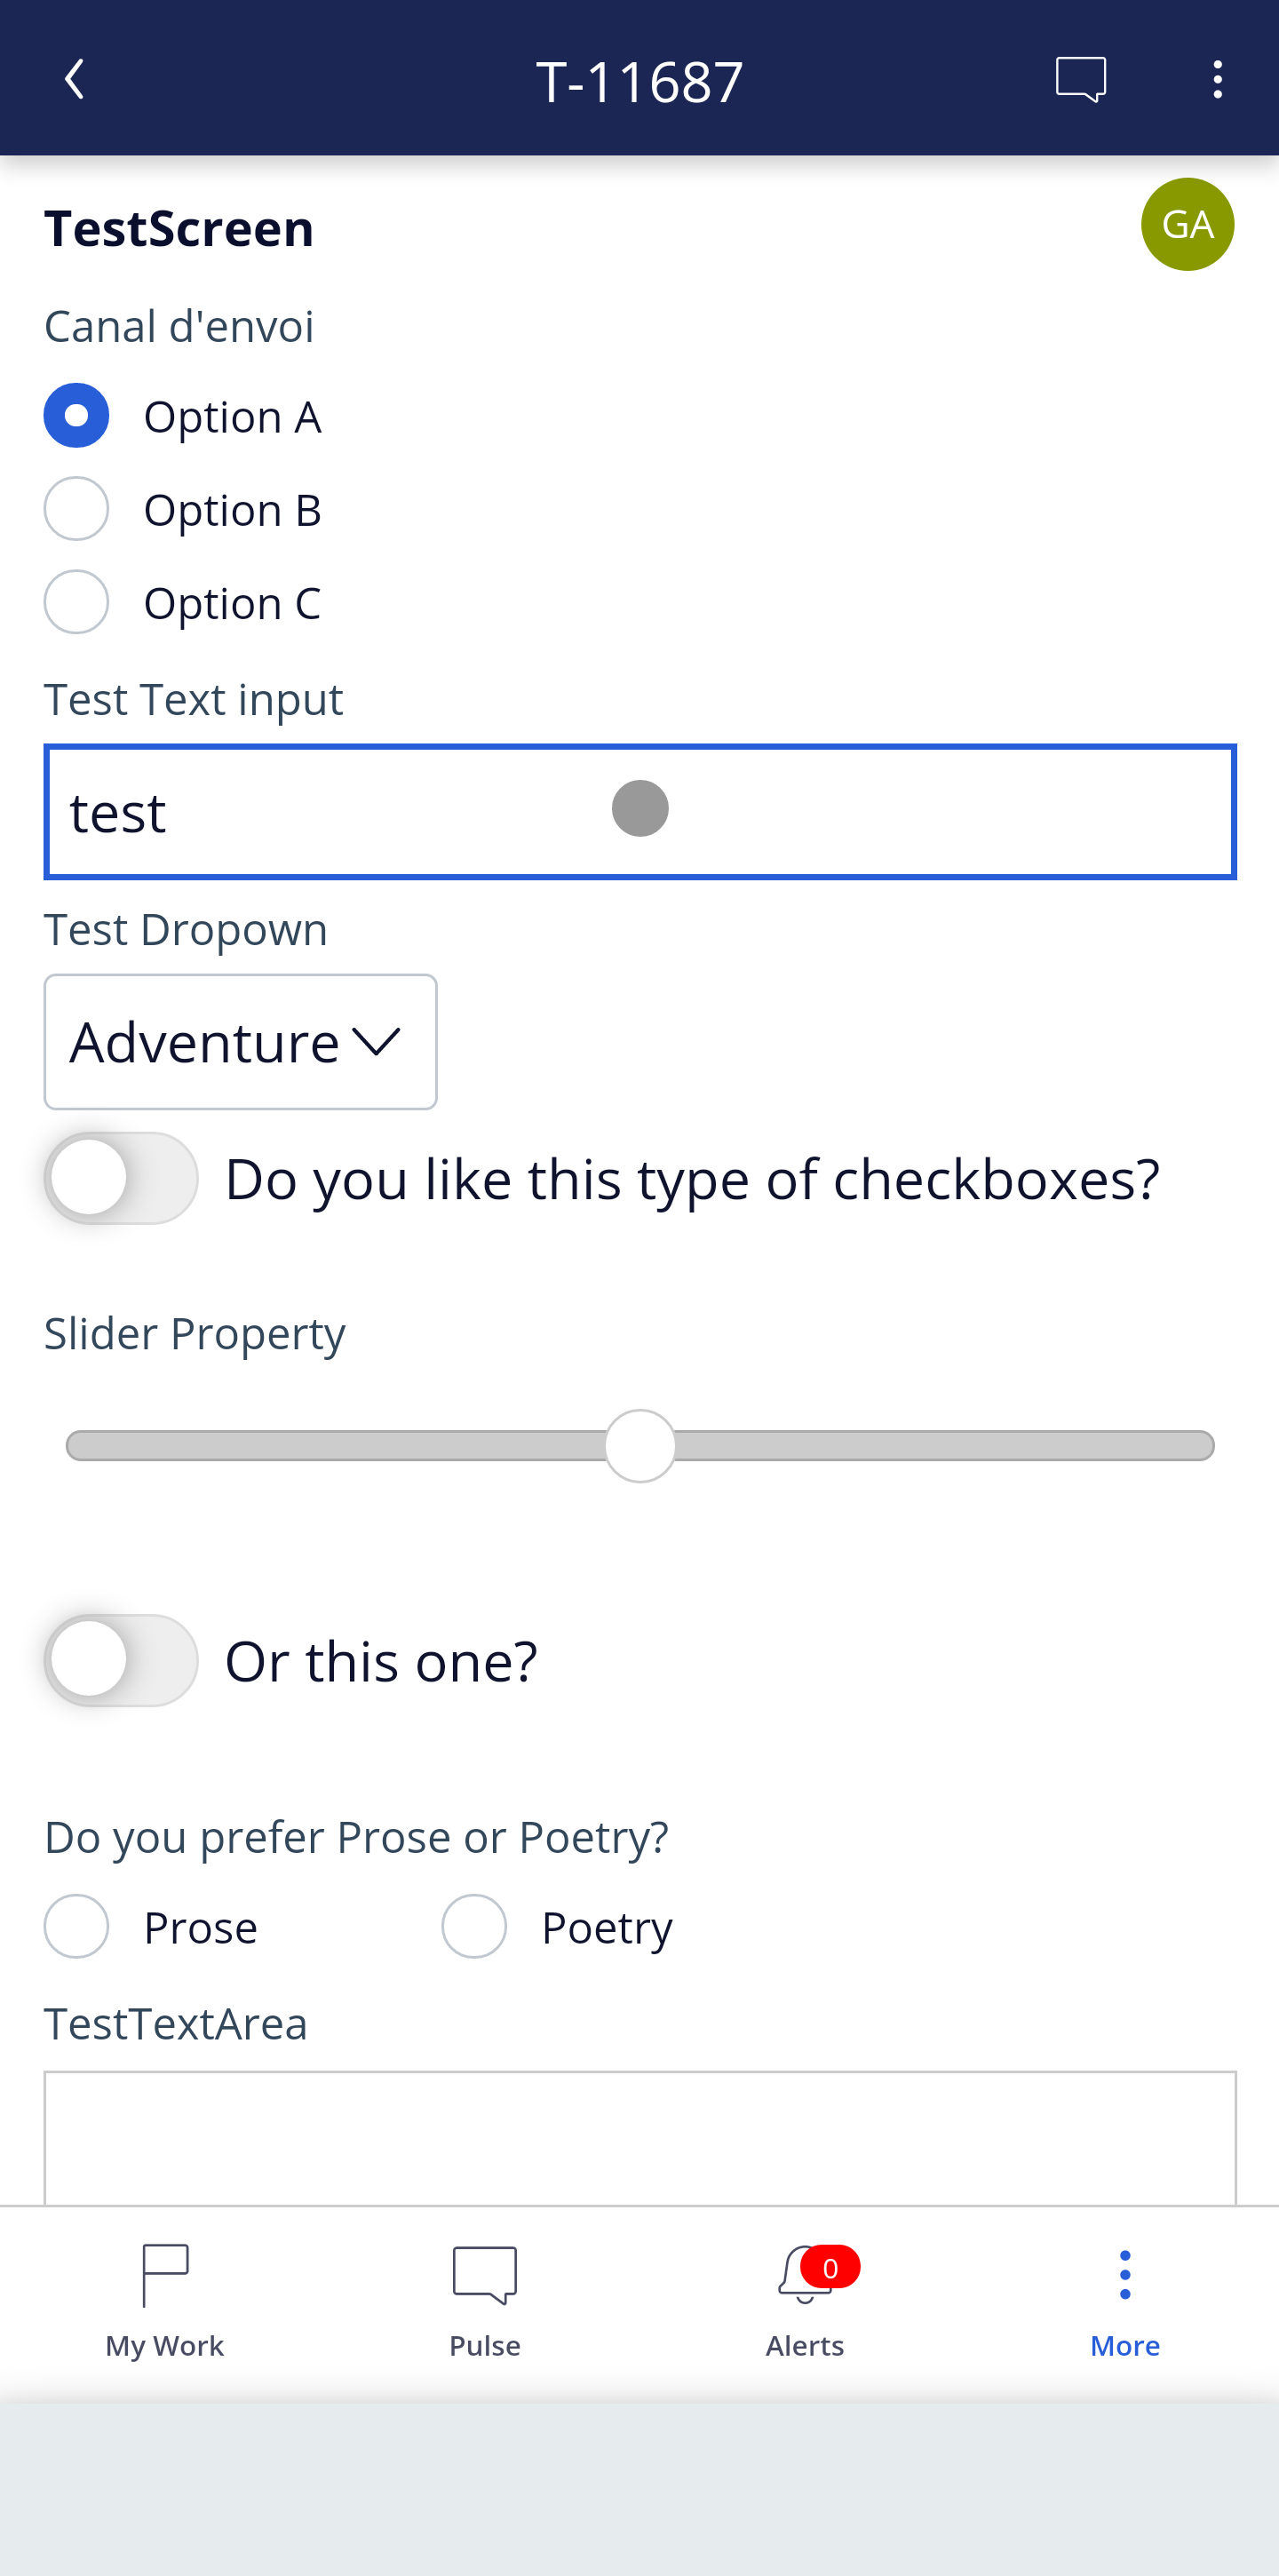 T-11687
TestScreen
GA
Canal d'envoi
Option A
Option B
Option C
Test Text input
test
Test Dropown
Adventure
Do you like this type of checkboxes?
Slider Property
Or this one?
Do you prefer Prose or Poetry?
Prose Poetry
TestTextArea
0
My Work Pulse Alerts More